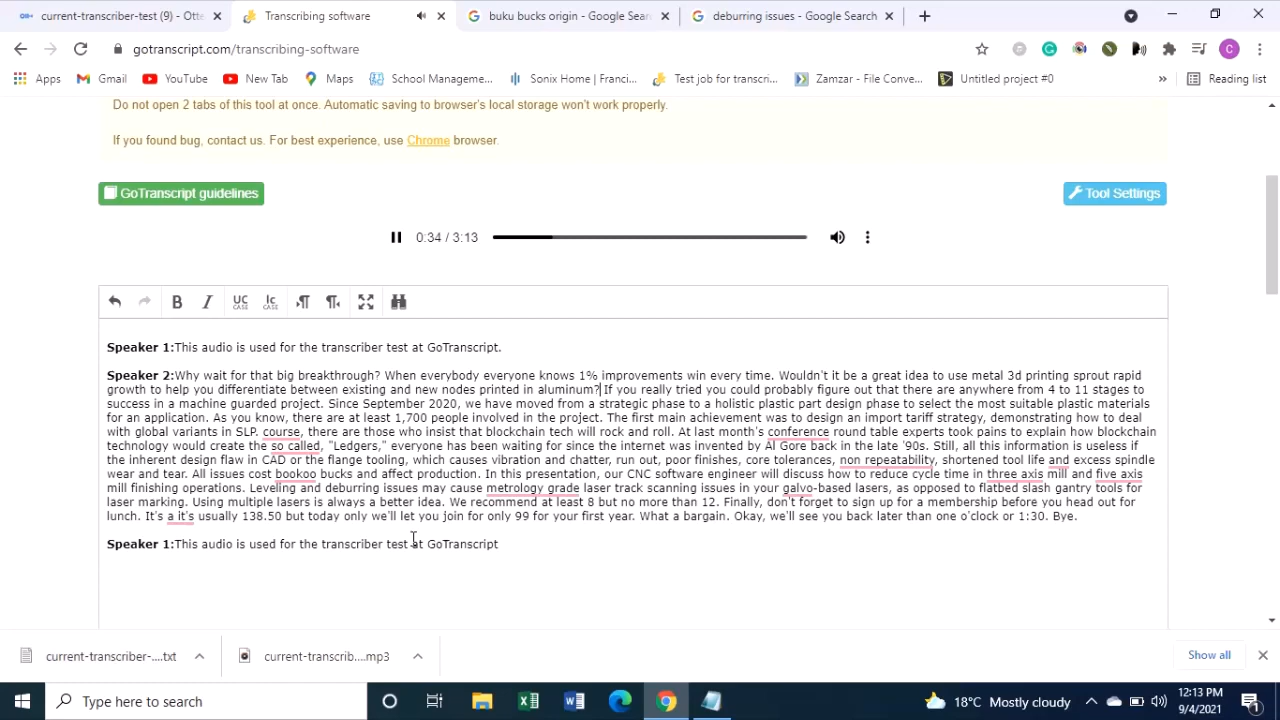 current-transcriber-test (9) - Otte
Transcribing software
buku bucks origin - Google Sear
deburring issues - Google Search
gotranscript.com/transcribing-software
C
Apps
Gmail
YouTube
New Tab
Maps
School Manageme...
Sonix Home | Franci...
Test job for transcri...
Zamzar - File Conve...
Untitled project #0
»
Reading list
Do not open 2 tabs of this tool at once. Automatic saving to browser's local storage won't work properly.
If you found bug, contact us. For best experience, use Chrome browser.
GoTranscript guidelines
Tool Settings
0:34 / 3:13
B I UC CASE lc CASE
Speaker 1:This audio is used for the transcriber test at GoTranscript.
Speaker 2:Why wait for that big breakthrough? When everybody everyone knows 1% improvements win every time. Wouldn't it be a great idea to use metal 3d printing sprout rapid
growth to help you differentiate between existing and new nodes printed in aluminum? If you really tried you could probably figure out that there are anywhere from 4 to 11 stages to
success in a machine guarded project. Since September 2020, we have moved from a strategic phase to a holistic plastic part design phase to select the most suitable plastic materials
for an application. As you know, there are at least 1,700 people involved in the project. The first main achievement was to design an import tariff strategy, demonstrating how to deal
with global variants in SLP. course, there are those who insist that blockchain tech will rock and roll. At last month's conference round table experts took pains to explain how blockchain
technology would create the so called, "Ledgers," everyone has been waiting for since the internet was invented by Al Gore back in the late '90s. Still, all this information is useless if
the inherent design flaw in CAD or the flange tooling, which causes vibration and chatter, run out, poor finishes, core tolerances, non repeatability, shortened tool life and excess spindle
wear and tear. All issues cost bookoo bucks and affect production. In this presentation, our CNC software engineer will discuss how to reduce cycle time in three axis mill and five axis
mill finishing operations. Leveling and deburring issues may cause metrology grade laser track scanning issues in your galvo-based lasers, as opposed to flatbed slash gantry tools for
laser marking. Using multiple lasers is always a better idea. We recommend at least 8 but no more than 12. Finally, don't forget to sign up for a membership before you head out for
lunch. It's a it's usually 138.50 but today only we'll let you join for only 99 for your first year. What a bargain. Okay, we'll see you back later than one o'clock or 1:30. Bye.
Speaker 1:This audio is used for the transcriber test at GoTranscript
current-transcriber-....txt
current-transcrib....mp3
Show all
Type here to search
18°C Mostly cloudy
12:13 PM
9/4/2021
1